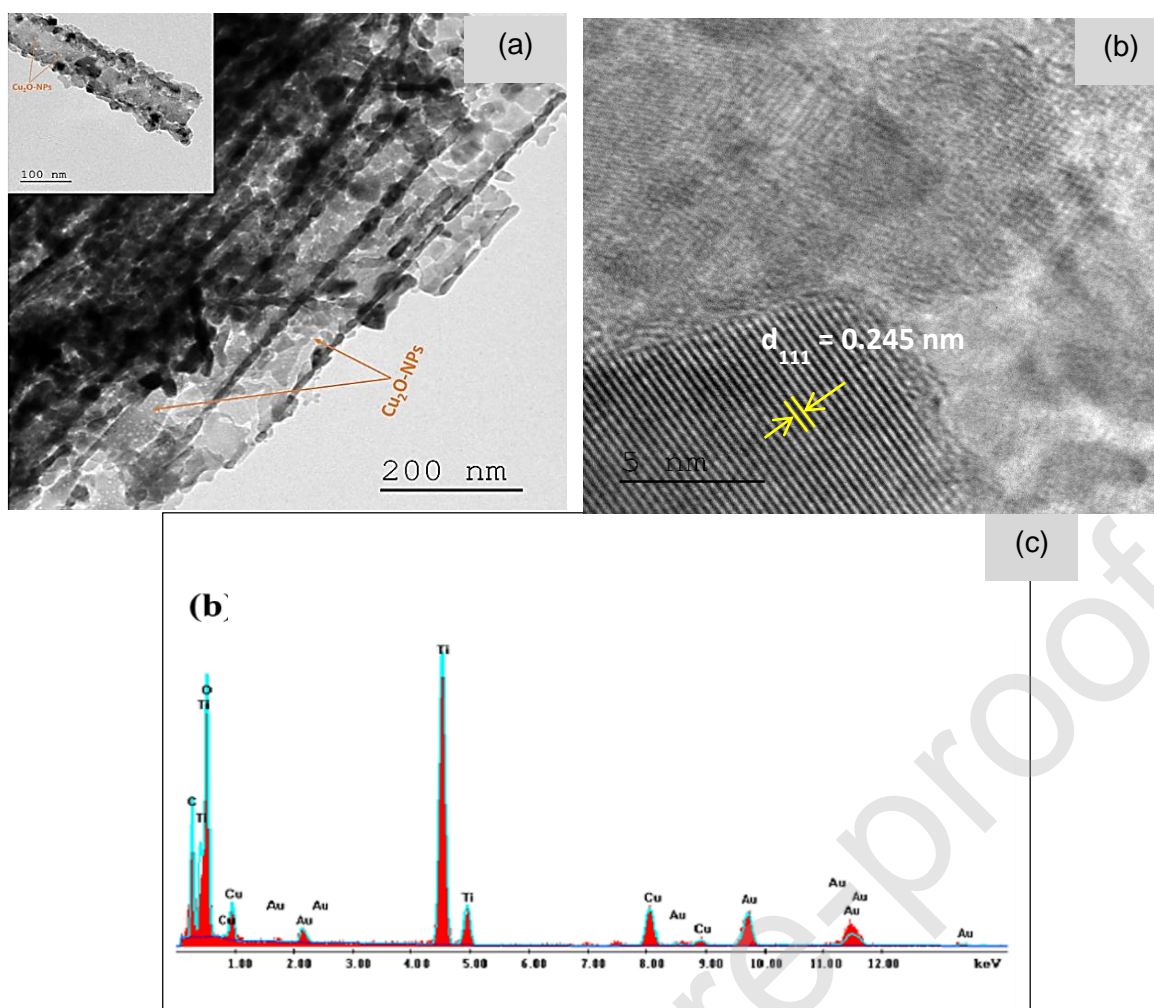 (a)
Cu₂O-NPs
100 nm
Cu₂O-NPs
200 nm
(b)
d₁₁₁ = 0.245 nm
5 nm
(c)
(b)
Ti
O
Ti
C
Ti
Cu
Cu
Au
Au
Au
Ti
Cu
Au
Cu
Au
Au
Au
Au
Au
1.00 2.00 3.00 4.00 5.00 6.00 7.00 8.00 9.00 10.00 11.00 12.00 keV
re-proof